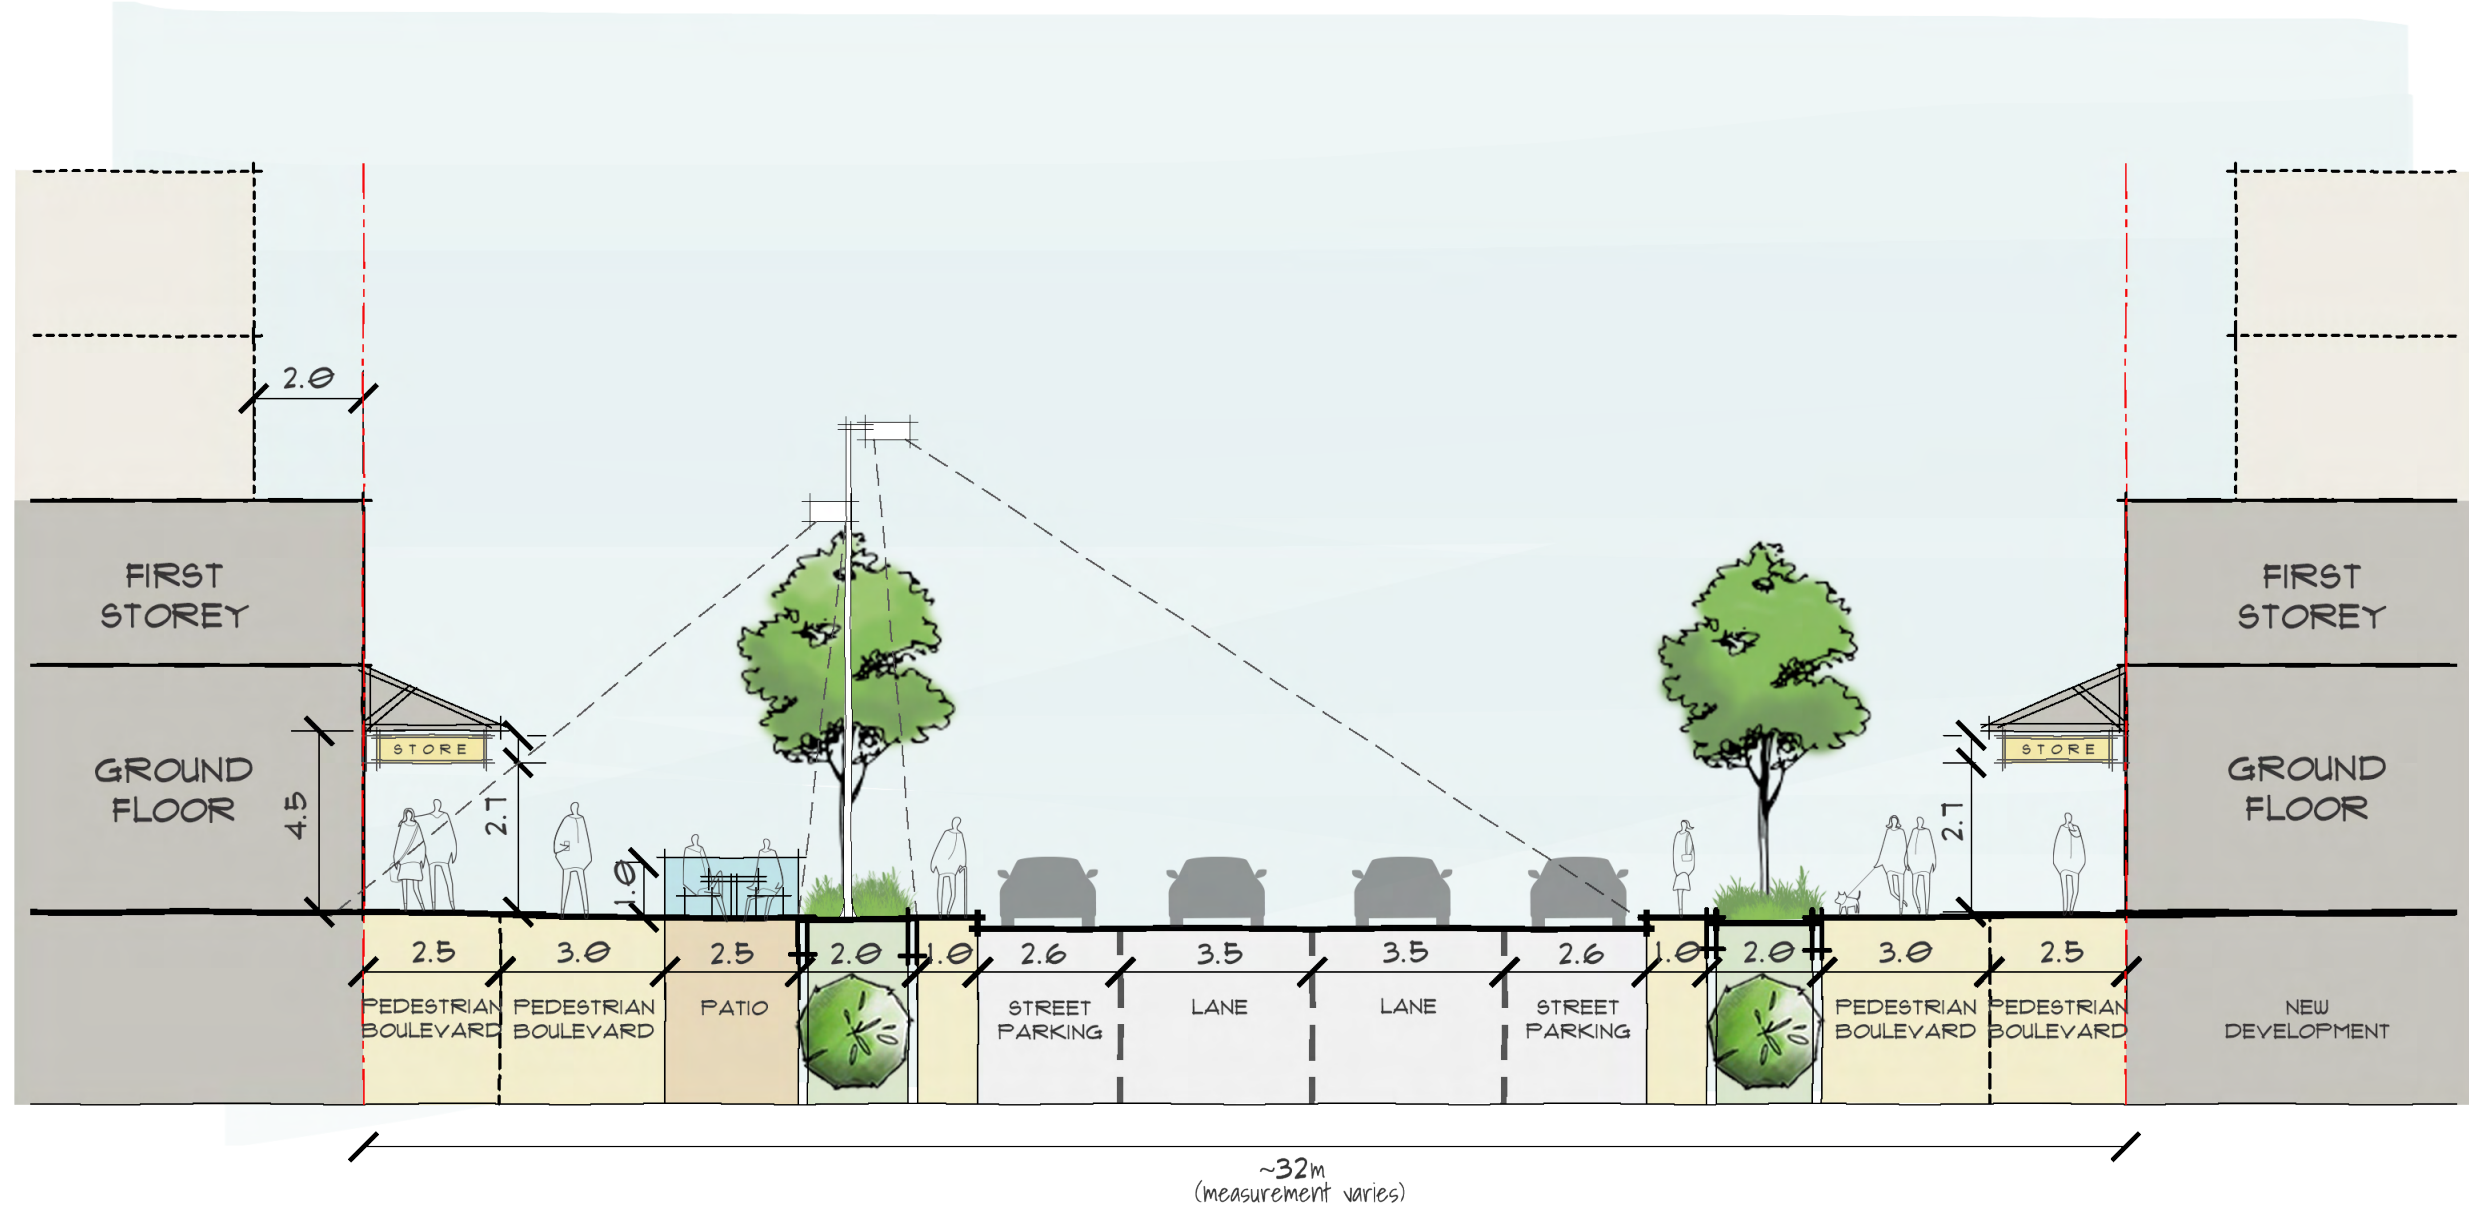 2.0
FIRST
STOREY
FIRST
STOREY
STORE
STORE
GROUND
FLOOR
4.5
2.7
1.0
2.7
GROUND
FLOOR
2.5 3.0 2.5 2.0 1.0 2.6 3.5 3.5 2.6 1.0 2.0 3.0 2.5
PEDESTRIAN
BOULEVARD
PEDESTRIAN
BOULEVARD
PATIO
STREET
PARKING
LANE
LANE
STREET
PARKING
PEDESTRIAN
BOULEVARD
PEDESTRIAN
BOULEVARD
NEW
DEVELOPMENT
~32m
(measurement varies)